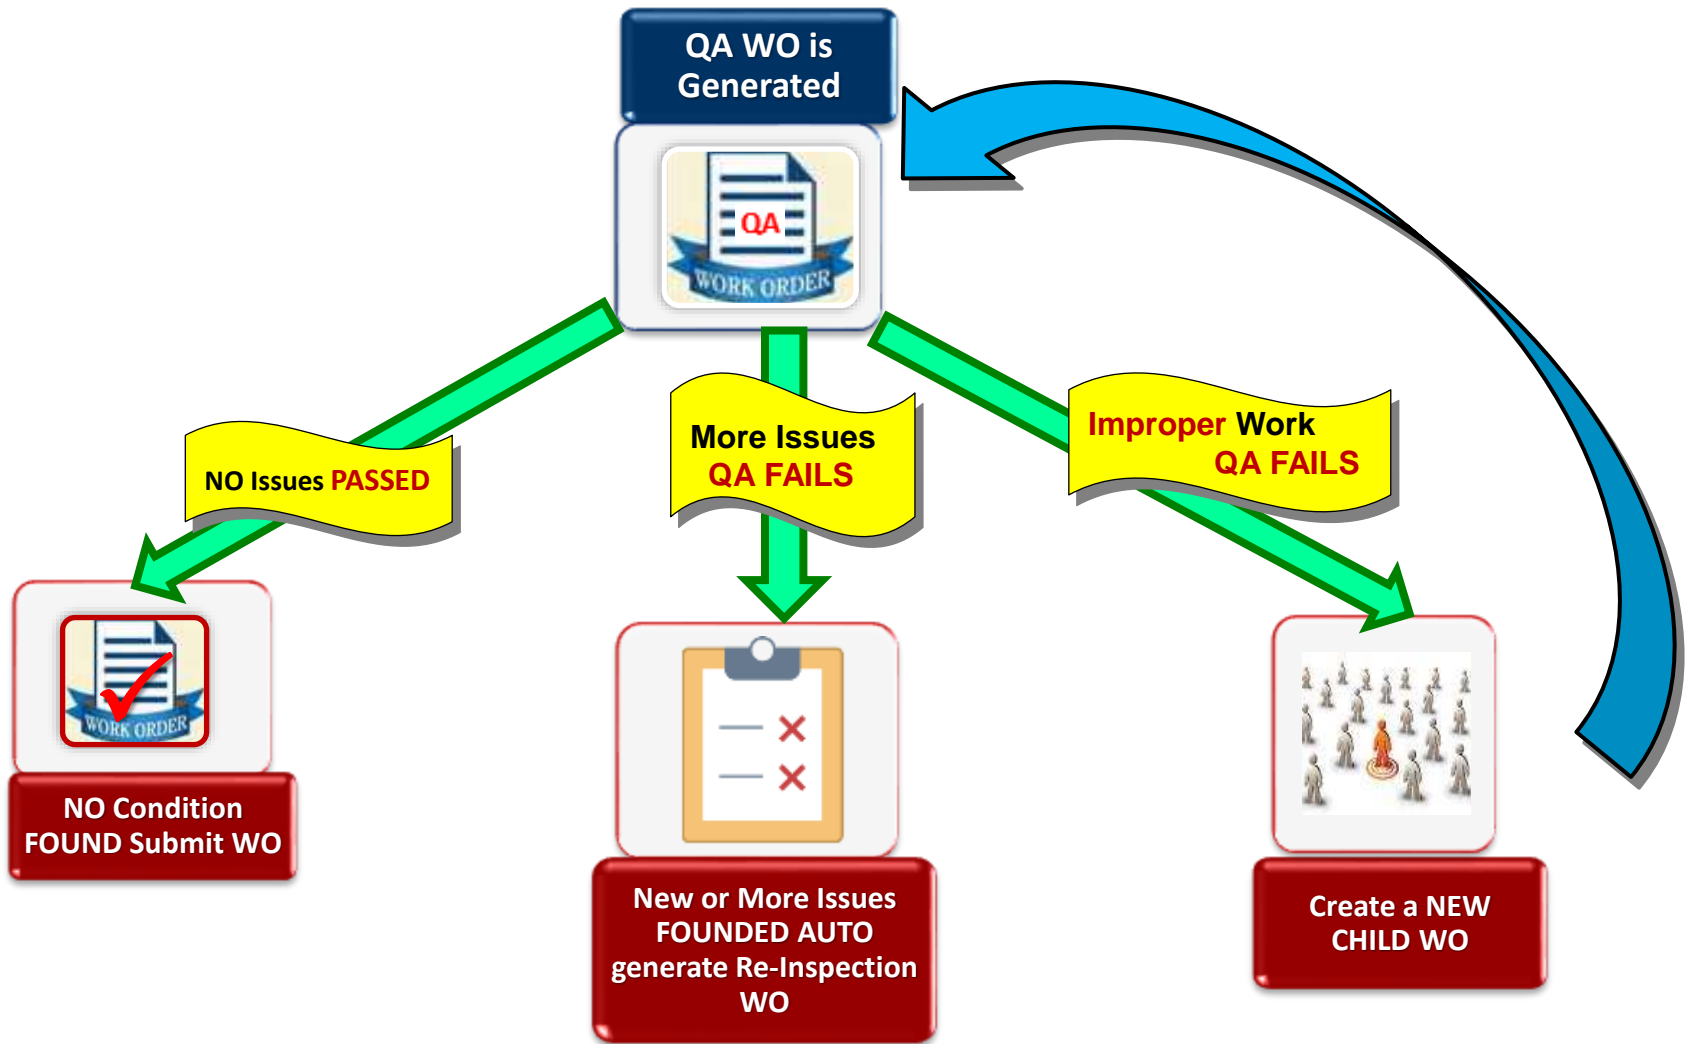 QA WO is
Generated
QA
WORK ORDER
NO Issues PASSED
More Issues
QA FAILS
Improper Work
QA FAILS
WORK ORDER
NO Condition
FOUND Submit WO
New or More Issues
FOUNDED AUTO
generate Re-Inspection
WO
Create a NEW
CHILD WO